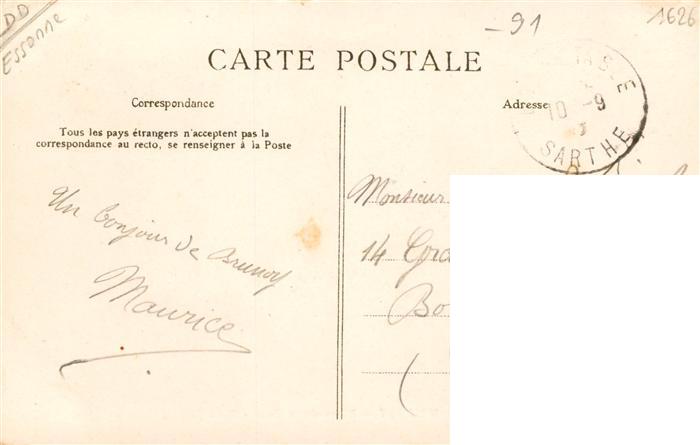 DD
Essonne
-91
1626
CARTE POSTALE
Correspondance
Adresse
10 -9
SARTHE
Tous les pays étrangers n'acceptent pas la
correspondance au recto, se renseigner à la Poste
Un bonjour de Brunoy
Maurice
Monsieur
14